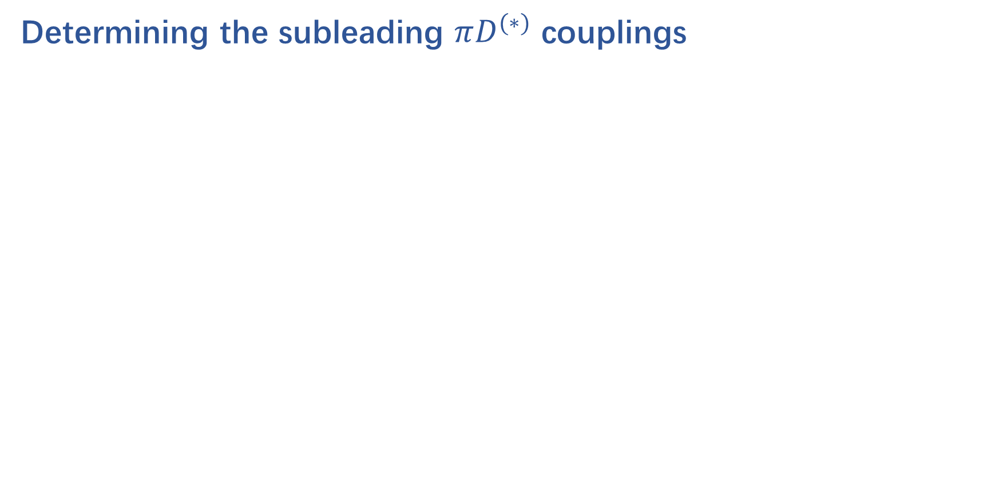 Determining the subleading 𝜋𝐷⁽*⁾ couplings